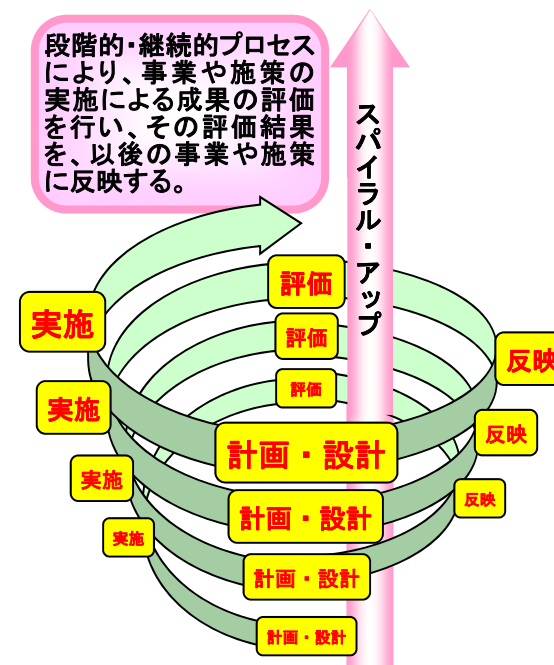 段階的・継続的プロセス
により、事業や施策の
実施による成果の評価
を行い、その評価結果
を、以後の事業や施策
に反映する。
スパイラル・アップ
評価
実施
評価
反映
評価
実施
反映
計画・設計
実施
反映
計画・設計
実施
計画・設計
計画・設計